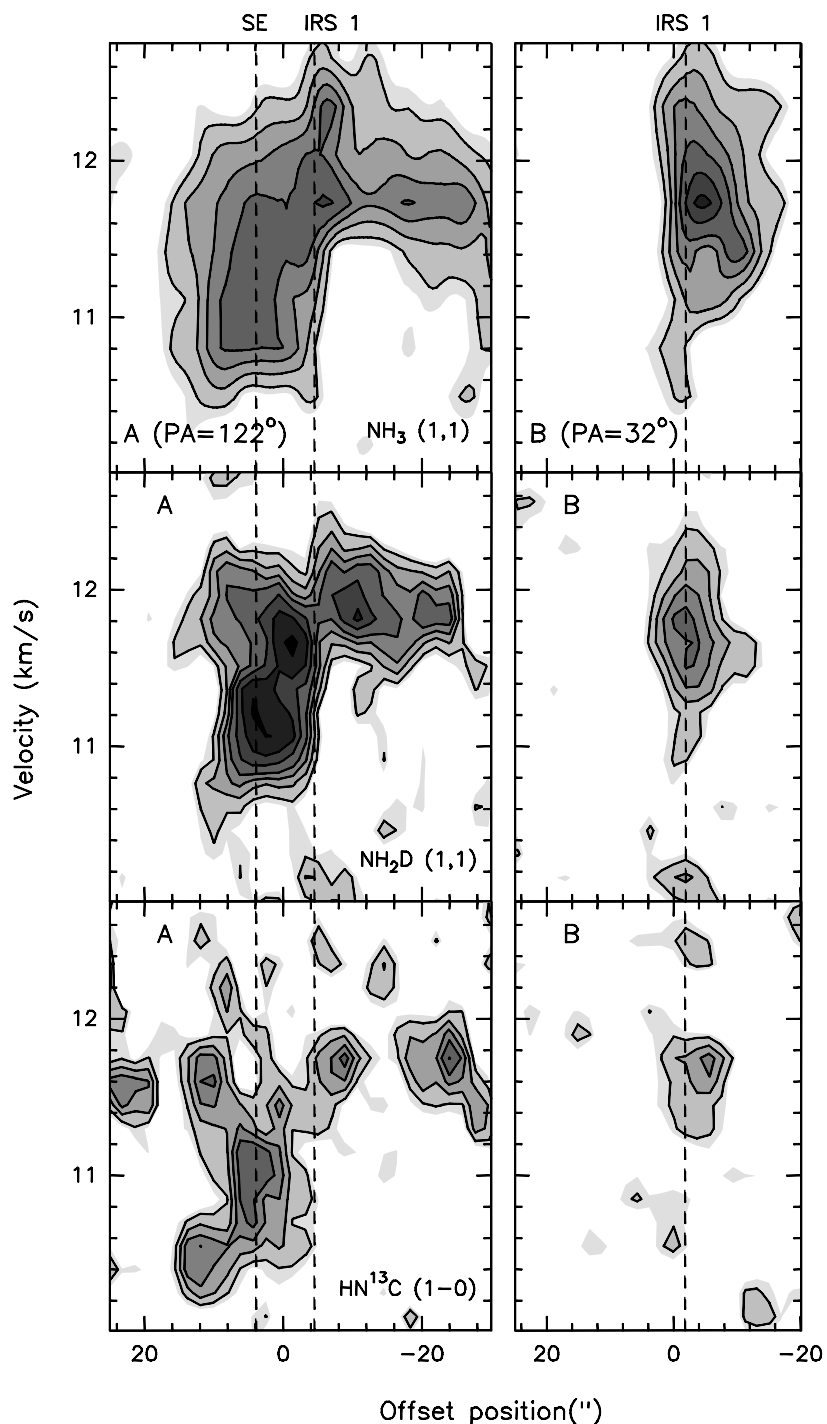 SE IRS 1 IRS 1
12
11
A (PA=122°) NH₃ (1,1) B (PA=32°)
A B
12
11
NH₂D (1,1)
A B
12
11
HN¹³C (1−0)
20 0 −20 20 0 −20
Velocity (km/s)
Offset position('')